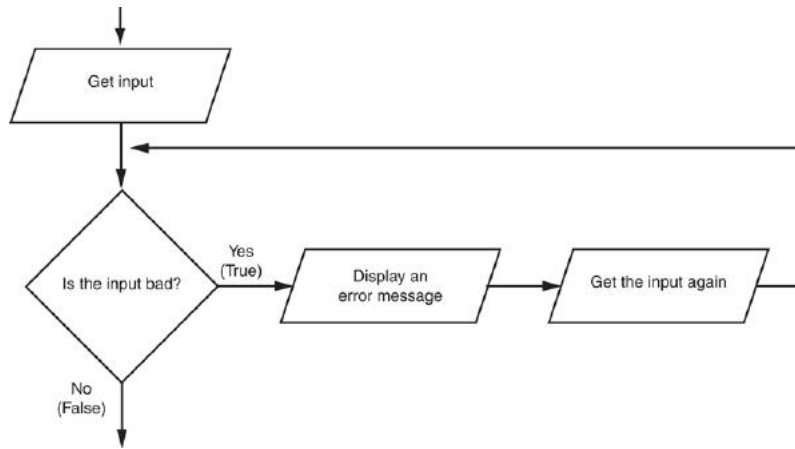 Get input
Is the input bad?
Yes
(True)
Display an
error message
Get the input again
No
(False)